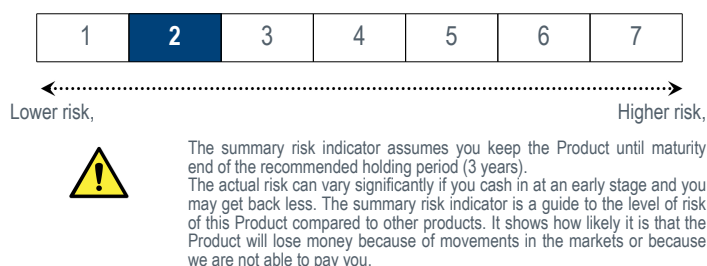 1 2 3 4 5 6 7
Lower risk, Higher risk,
The summary risk indicator assumes you keep the Product until maturity
end of the recommended holding period (3 years).
The actual risk can vary significantly if you cash in at an early stage and you
may get back less. The summary risk indicator is a guide to the level of risk
of this Product compared to other products. It shows how likely it is that the
Product will lose money because of movements in the markets or because
we are not able to pay you.